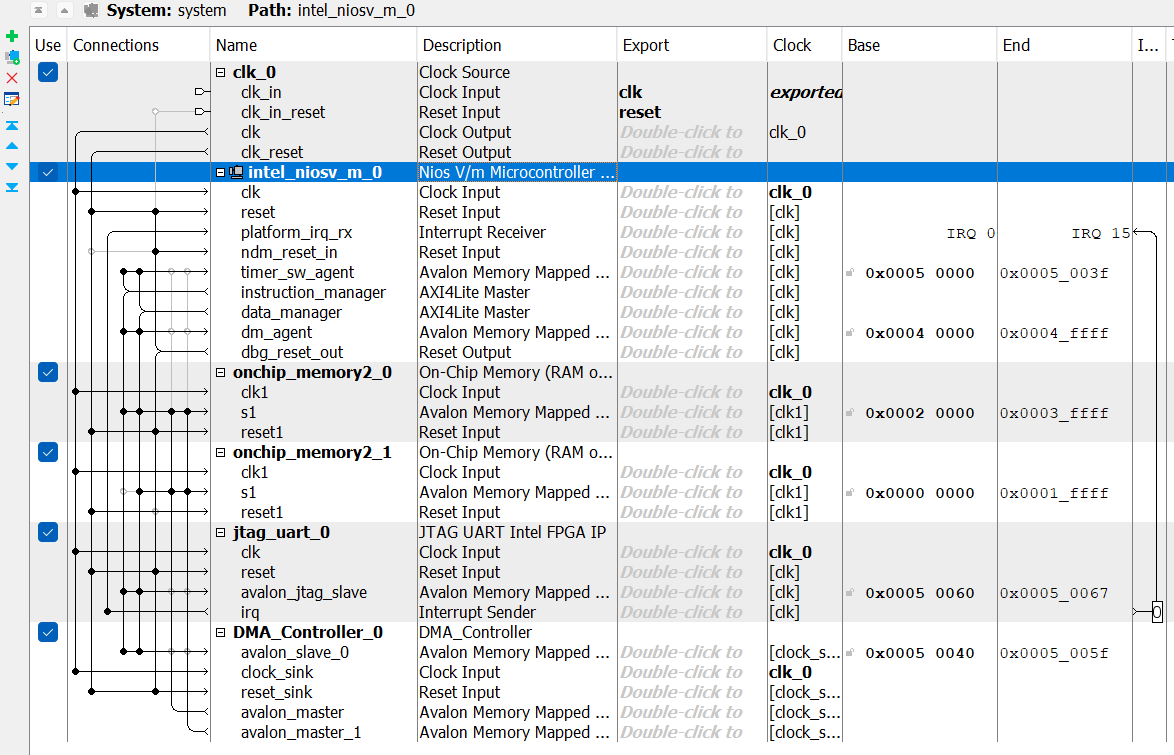 System: system Path: intel_niosv_m_0
Use Connections Name Description Export Clock Base End I...
clk_0 Clock Source
clk_in Clock Input clk exported
clk_in_reset Reset Input reset
clk Clock Output Double-click to clk_0
clk_reset Reset Output Double-click to
intel_niosv_m_0 Nios V/m Microcontroller ...
clk Clock Input Double-click to clk_0
reset Reset Input Double-click to [clk]
platform_irq_rx Interrupt Receiver Double-click to [clk] IRQ 0 IRQ 15
ndm_reset_in Reset Input Double-click to [clk]
timer_sw_agent Avalon Memory Mapped ... Double-click to [clk] 0x0005 0000 0x0005_003f
instruction_manager AXI4Lite Master Double-click to [clk]
data_manager AXI4Lite Master Double-click to [clk]
dm_agent Avalon Memory Mapped ... Double-click to [clk] 0x0004 0000 0x0004_ffff
dbg_reset_out Reset Output Double-click to [clk]
onchip_memory2_0 On-Chip Memory (RAM o...
clk1 Clock Input Double-click to clk_0
s1 Avalon Memory Mapped ... Double-click to [clk1] 0x0002 0000 0x0003_ffff
reset1 Reset Input Double-click to [clk1]
onchip_memory2_1 On-Chip Memory (RAM o...
clk1 Clock Input Double-click to clk_0
s1 Avalon Memory Mapped ... Double-click to [clk1] 0x0000 0000 0x0001_ffff
reset1 Reset Input Double-click to [clk1]
jtag_uart_0 JTAG UART Intel FPGA IP
clk Clock Input Double-click to clk_0
reset Reset Input Double-click to [clk]
avalon_jtag_slave Avalon Memory Mapped ... Double-click to [clk] 0x0005 0060 0x0005_0067
irq Interrupt Sender Double-click to [clk] 0
DMA_Controller_0 DMA_Controller
avalon_slave_0 Avalon Memory Mapped ... Double-click to [clock_s... 0x0005 0040 0x0005_005f
clock_sink Clock Input Double-click to clk_0
reset_sink Reset Input Double-click to [clock_s...
avalon_master Avalon Memory Mapped ... Double-click to [clock_s...
avalon_master_1 Avalon Memory Mapped ... Double-click to [clock_s...